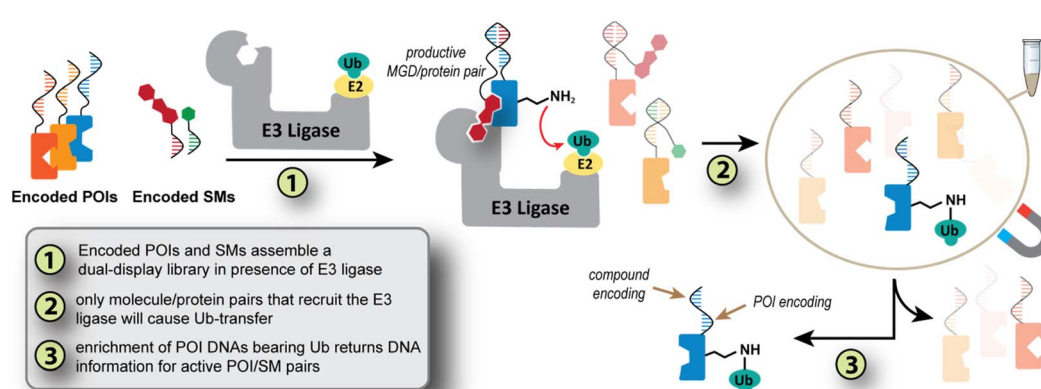 Ub
E2
E3 Ligase
Encoded POIs
Encoded SMs
1
productive
MGD/protein pair
NH₂
Ub
E2
E3 Ligase
2
NH
Ub
1 Encoded POIs and SMs assemble a
dual-display library in presence of E3 ligase
2 only molecule/protein pairs that recruit the E3
ligase will cause Ub-transfer
3 enrichment of POI DNAs bearing Ub returns DNA
information for active POI/SM pairs
compound
encoding
POI encoding
NH
Ub
3